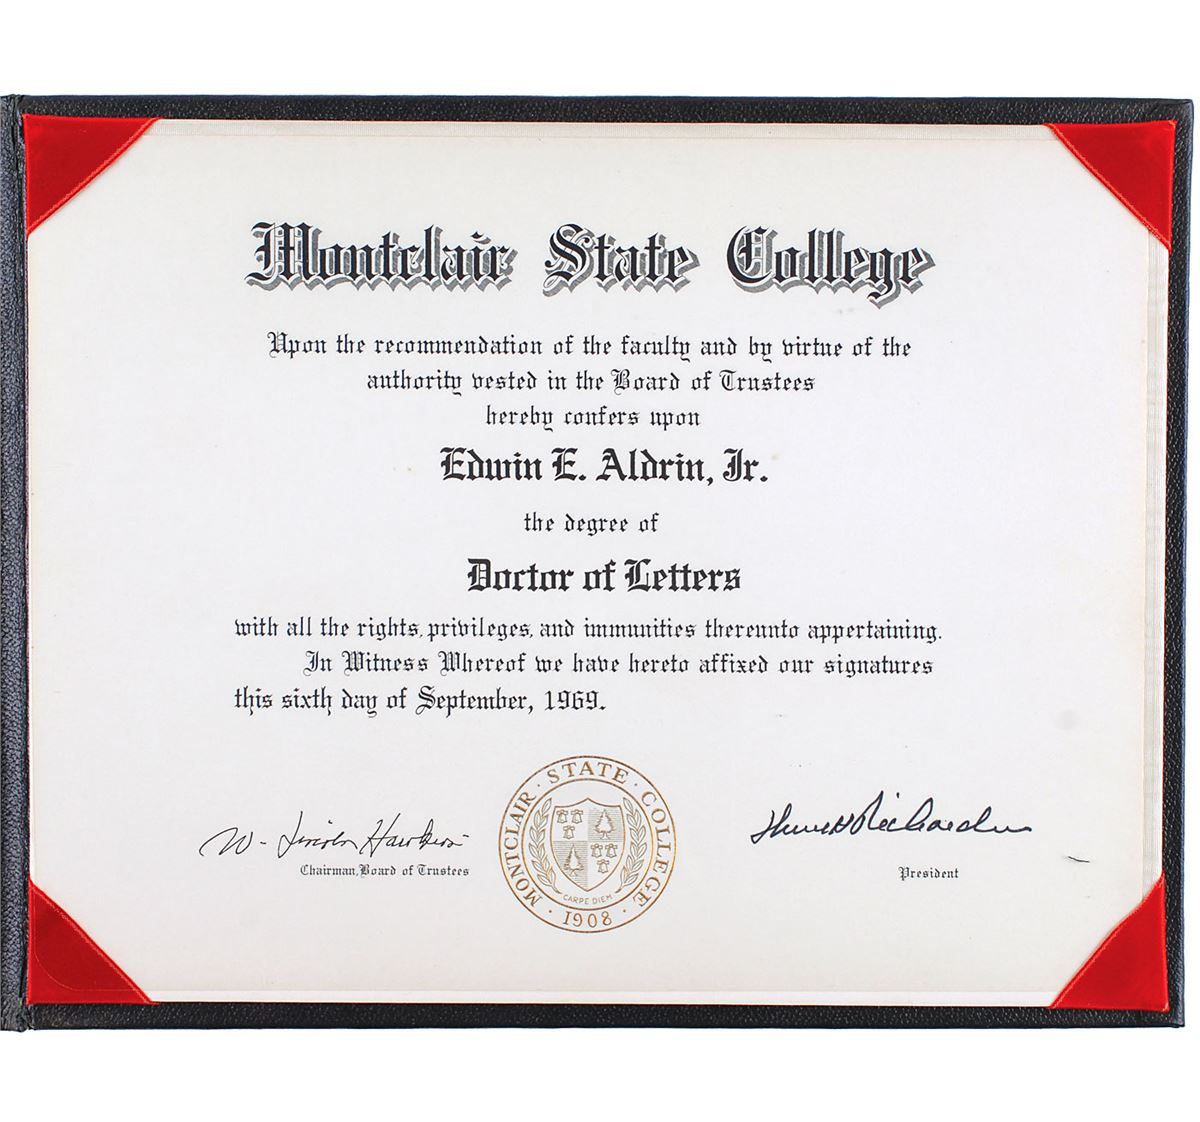 Montclair State College
Upon the recommendation of the faculty and by virtue of the
authority vested in the Board of Trustees
hereby confers upon
Edwin E. Aldrin, Jr.
the degree of
Doctor of Letters
with all the rights, privileges, and immunities thereunto appertaining.
In Witness Whereof we have hereto affixed our signatures
this sixth day of September, 1969.
W. Lincoln Hawkins
Chairman, Board of Trustees
MONTCLAIR · STATE · COLLEGE
CARPE DIEM
· 1908 ·
Richardson
President